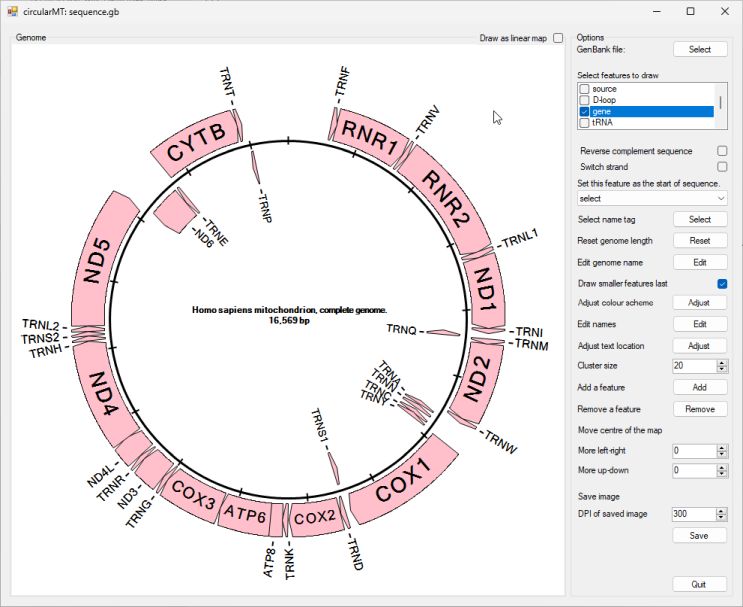 circularMT: sequence.gb
Genome
Draw as linear map
TRNT
TRNF
CYTB
RNR1
TRNV
RNR2
TRNP
TRNE
ND6
TRNL1
ND5
ND1
Homo sapiens mitochondrion, complete genome.
16,569 bp
TRNL2
TRNS2
TRNH
TRNQ
TRNI
TRNM
ND2
ND4
TRNA
TRNN
TRNC
TRNY
TRNS1
TRNW
COX1
ND4L
TRNR
ND3
TRNG
COX3
ATP6
COX2
ATP8
TRNK
TRND
Options
GenBank file:
Select
Select features to draw
source
D-loop
gene
tRNA
Reverse complement sequence
Switch strand
Set this feature as the start of sequence.
select
Select name tag
Select
Reset genome length
Reset
Edit genome name
Edit
Draw smaller features last
Adjust colour scheme
Adjust
Edit names
Edit
Adjust text location
Adjust
Cluster size
20
Add a feature
Add
Remove a feature
Remove
Move centre of the map
More left-right
0
More up-down
0
Save image
DPI of saved image
300
Save
Quit